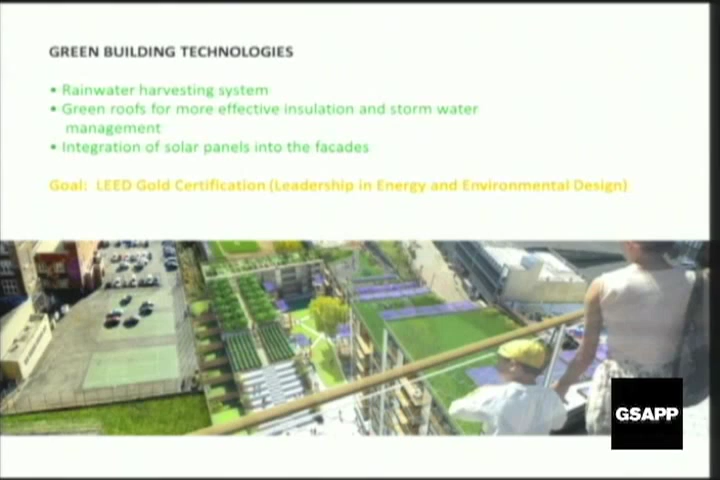 GREEN BUILDING TECHNOLOGIES
• Rainwater harvesting system
• Green roofs for more effective insulation and storm water
management
• Integration of solar panels into the facades
Goal: LEED Gold Certification (Leadership in Energy and Environmental Design)
GSAPP